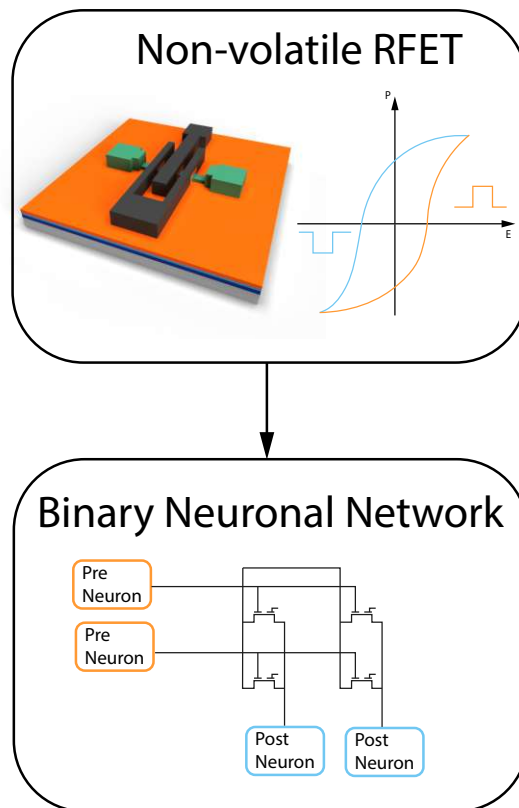 Non-volatile RFET
P
E
Binary Neuronal Network
Pre
Neuron
Pre
Neuron
Post
Neuron
Post
Neuron